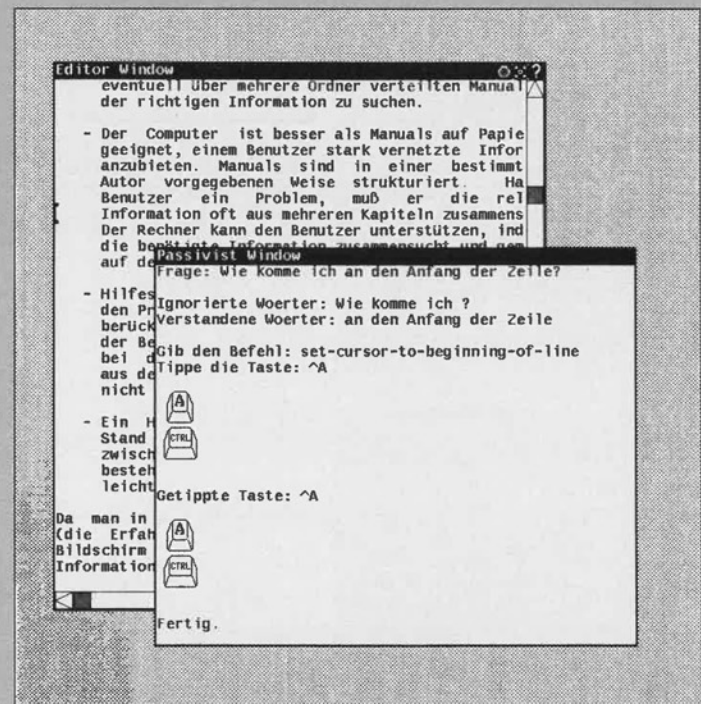 Editor Window ?
eventuell über mehrere Ordner verteilten Manual
der richtigen Information zu suchen.
- Der Computer ist besser als Manuals auf Papie
geeignet, einem Benutzer stark vernetzte Infor
anzubieten. Manuals sind in einer bestimmt
Autor vorgegebenen Weise strukturiert. Ha
Benutzer ein Problem, muß er die rel
Information oft aus mehreren Kapiteln zusammens
Der Rechner kann den Benutzer unterstützen, ind
die benötigte Information zusammensucht und gem
auf de
- Hilfes
den Pr
berück
der Be
bei d
aus de
nicht
- Ein H
Stand
zwisch
besteh
leicht
Da man in
(die Erfah
Bildschirm
Information
Passivist Window
Frage: Wie komme ich an den Anfang der Zeile?
Ignorierte Woerter: Wie komme ich ?
Verstandene Woerter: an den Anfang der Zeile
Gib den Befehl: set-cursor-to-beginning-of-line
Tippe die Taste: ^A
A
CTRL
Getippte Taste: ^A
A
CTRL
Fertig.